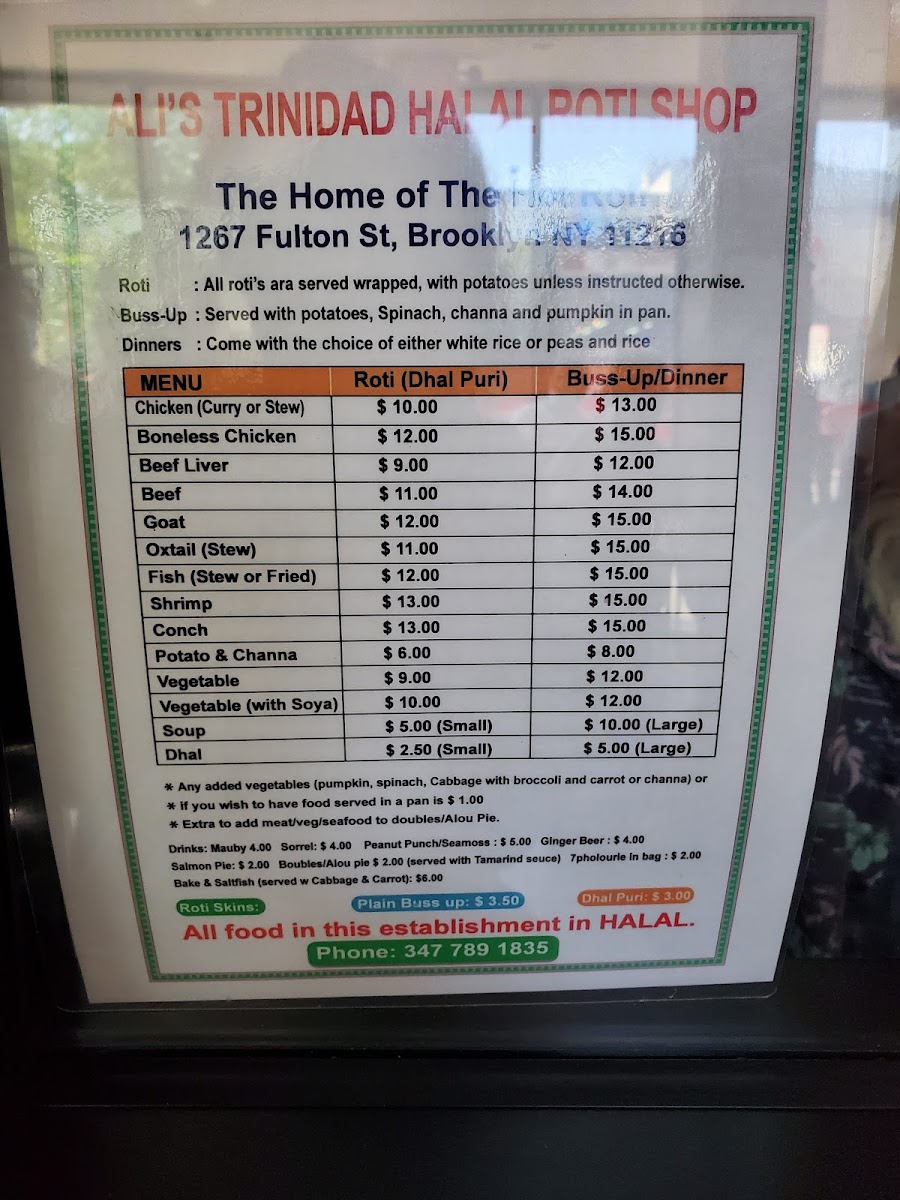 ALI'S TRINIDAD HALAL ROTI SHOP
The Home of The Hot Roti
1267 Fulton St, Brooklyn NY 11216
Roti : All roti's ara served wrapped, with potatoes unless instructed otherwise.
Buss-Up : Served with potatoes, Spinach, channa and pumpkin in pan.
Dinners : Come with the choice of either white rice or peas and rice
MENU Roti (Dhal Puri) Buss-Up/Dinner
Chicken (Curry or Stew) $ 10.00 $ 13.00
Boneless Chicken $ 12.00 $ 15.00
Beef Liver $ 9.00 $ 12.00
Beef $ 11.00 $ 14.00
Goat $ 12.00 $ 15.00
Oxtail (Stew) $ 11.00 $ 15.00
Fish (Stew or Fried) $ 12.00 $ 15.00
Shrimp $ 13.00 $ 15.00
Conch $ 13.00 $ 15.00
Potato & Channa $ 6.00 $ 8.00
Vegetable $ 9.00 $ 12.00
Vegetable (with Soya) $ 10.00 $ 12.00
Soup $ 5.00 (Small) $ 10.00 (Large)
Dhal $ 2.50 (Small) $ 5.00 (Large)
* Any added vegetables (pumpkin, spinach, Cabbage with broccoli and carrot or channa) or
* if you wish to have food served in a pan is $ 1.00
* Extra to add meat/veg/seafood to doubles/Alou Pie.
Drinks: Mauby 4.00 Sorrel: $ 4.00 Peanut Punch/Seamoss : $ 5.00 Ginger Beer : $ 4.00
Salmon Pie: $ 2.00 Boubles/Alou pie $ 2.00 (served with Tamarind seuce) 7pholourie in bag : $ 2.00
Bake & Saltfish (served w Cabbage & Carrot): $6.00
Roti Skins: Plain Buss up: $ 3.50 Dhal Puri: $ 3.00
All food in this establishment in HALAL.
Phone: 347 789 1835